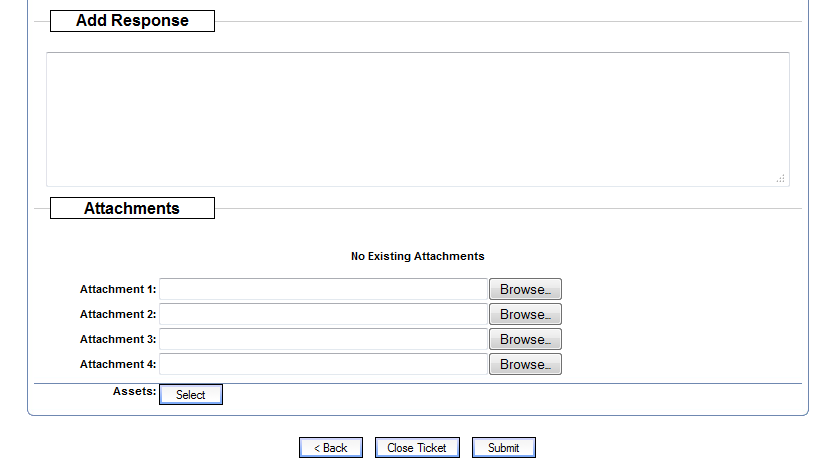 Add Response
Attachments
No Existing Attachments
Attachment 1: Browse...
Attachment 2: Browse...
Attachment 3: Browse...
Attachment 4: Browse...
Assets: Select
< Back Close Ticket Submit